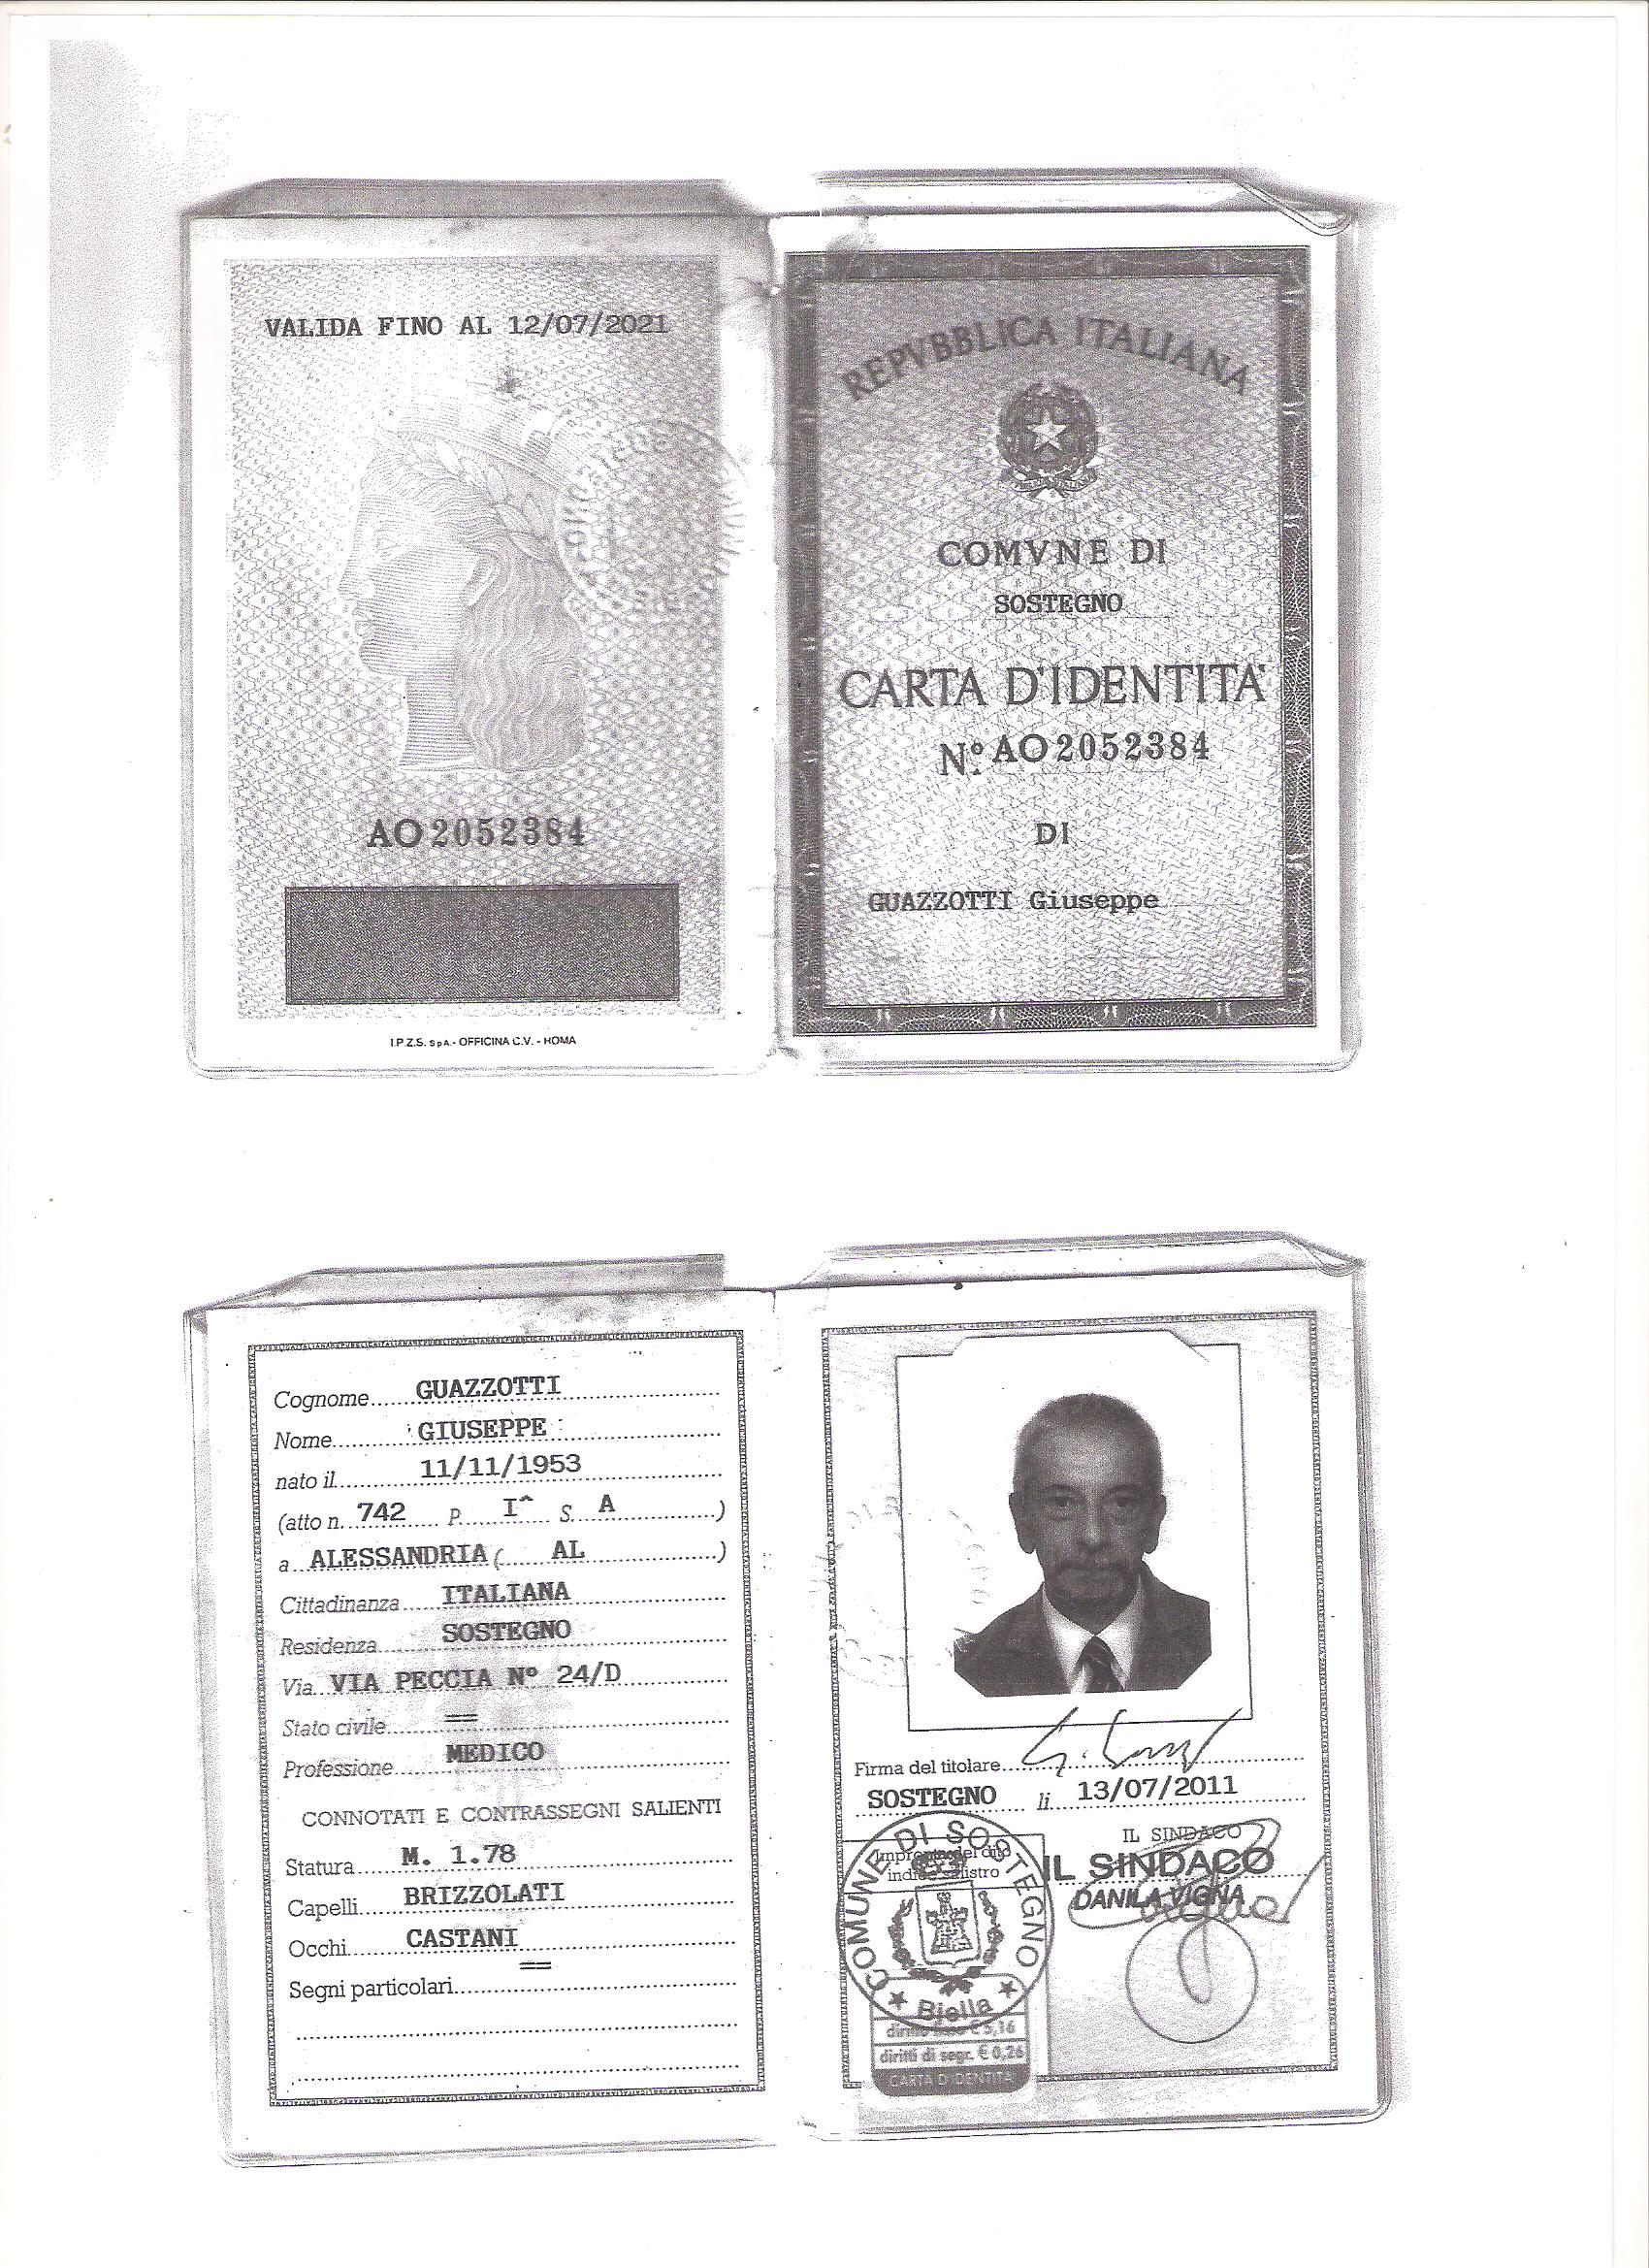 VALIDA FINO AL 12/07/2021
AO 2052384
I.P.Z.S. SpA. - OFFICINA C.V. - ROMA
REPVBBLICA ITALIANA
COMVNE DI
SOSTEGNO
CARTA D'IDENTITA'
N.º AO 2052384
DI
GUAZZOTTI Giuseppe
Cognome GUAZZOTTI
Nome GIUSEPPE
nato il 11/11/1953
(atto n. 742 P. I^ S. A )
a ALESSANDRIA ( AL )
Cittadinanza ITALIANA
Residenza SOSTEGNO
Via VIA PECCIA Nº 24/D
Stato civile ==
Professione MEDICO
CONNOTATI E CONTRASSEGNI SALIENTI
Statura M. 1.78
Capelli BRIZZOLATI
Occhi CASTANI
Segni particolari ==
Firma del titolare
SOSTEGNO li 13/07/2011
IL SINDACO
IL SINDACO
DANILA VIGNA
Impronta del dito
indice sinistro
COMUNE DI SOSTEGNO
★ Biella ★
€ 5,16
diritti di segr. € 0,26
CARTA D'IDENTITA'